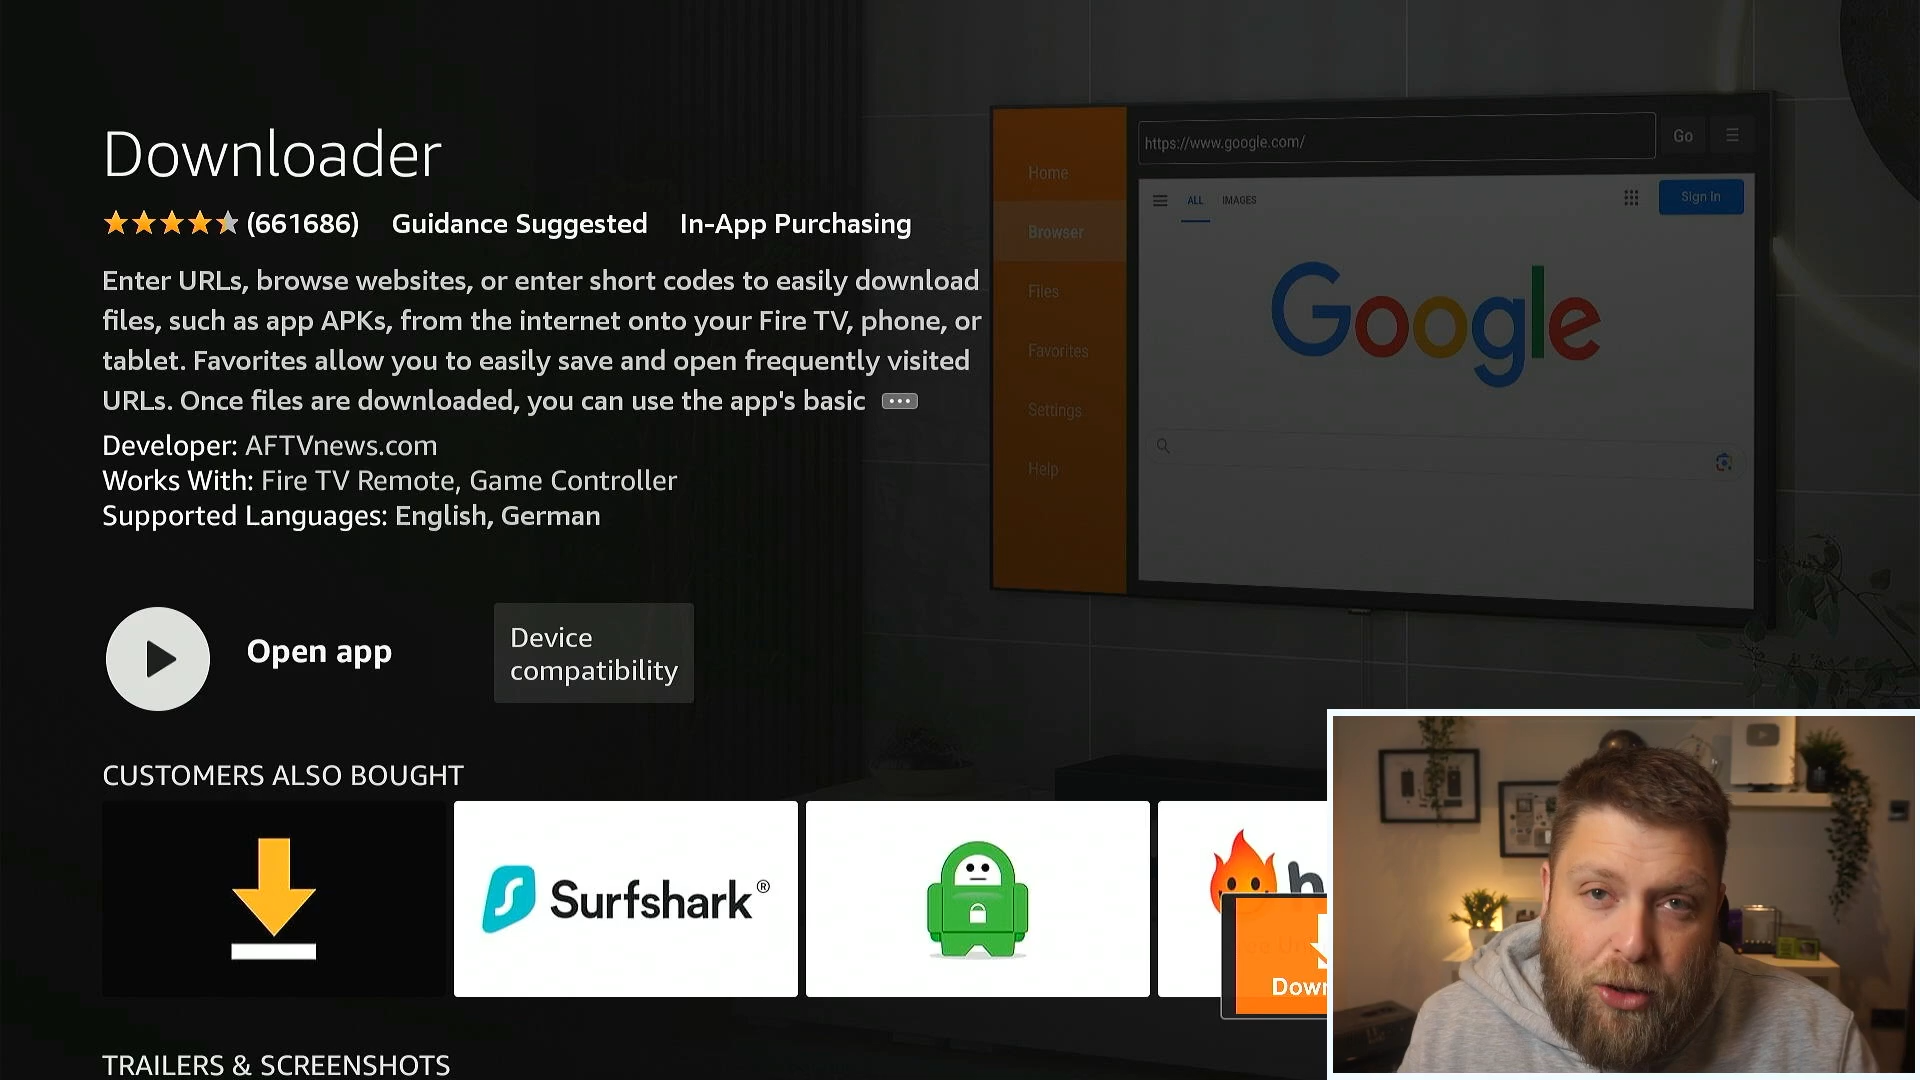 Downloader
(661686) Guidance Suggested In-App Purchasing
Enter URLs, browse websites, or enter short codes to easily download
files, such as app APKs, from the internet onto your Fire TV, phone, or
tablet. Favorites allow you to easily save and open frequently visited
URLs. Once files are downloaded, you can use the app's basic
Developer: AFTVnews.com
Works With: Fire TV Remote, Game Controller
Supported Languages: English, German
https://www.google.com/
Go
Home
Browser
Files
Favorites
Settings
Help
ALL IMAGES
Sign In
Google
Open app
Device
compatibility
CUSTOMERS ALSO BOUGHT
Surfshark®
h
Down
TRAILERS & SCREENSHOTS